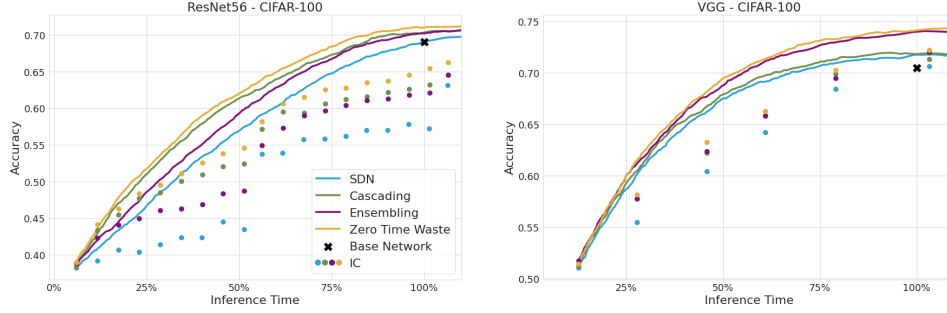 ResNet56 - CIFAR-100
0.70
0.65
0.60
0.55
0.50
0.45
0.40
Accuracy
0%
25%
50%
75%
100%
Inference Time
SDN
Cascading
Ensembling
Zero Time Waste
Base Network
IC
VGG - CIFAR-100
0.75
0.70
0.65
0.60
0.55
0.50
Accuracy
25%
50%
75%
100%
Inference Time